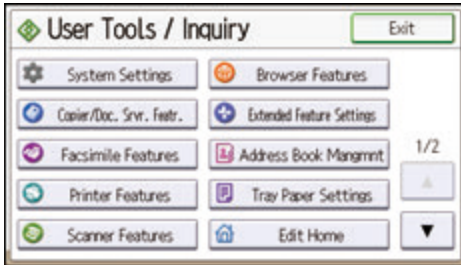 User Tools / Inquiry
Exit
System Settings
Browser Features
Copier/Doc. Srvr. Featr.
Extended Feature Settings
Facsimile Features
Address Book Mangmnt
1/2
Printer Features
Tray Paper Settings
Scanner Features
Edit Home